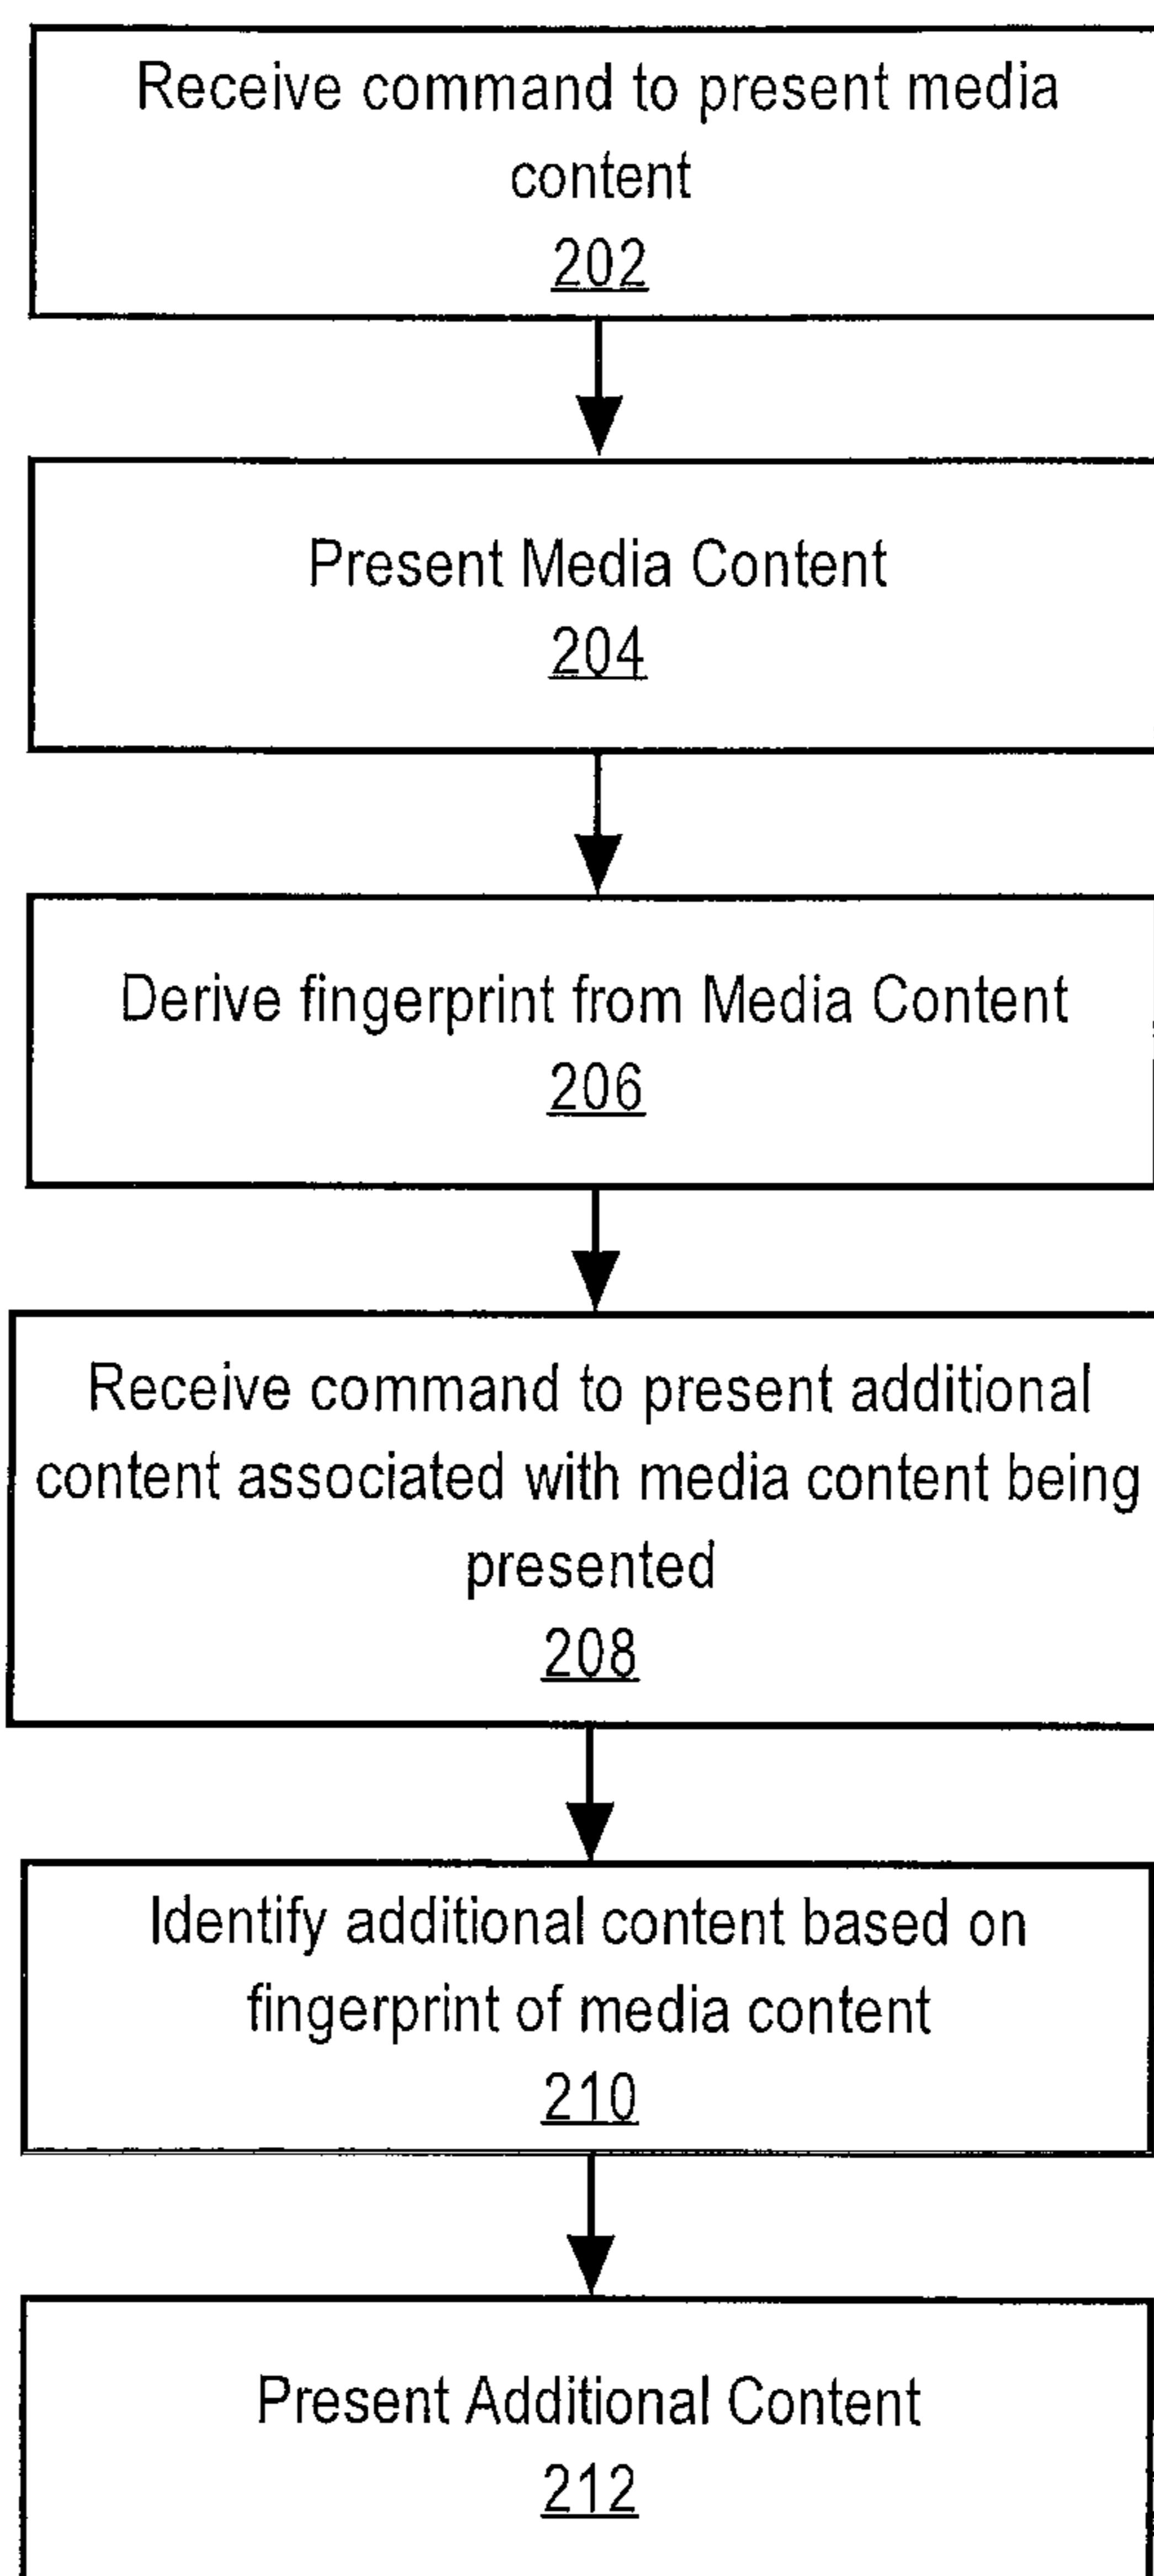 Receive command to present media
content
202
Present Media Content
204
Derive fingerprint from Media Content
206
Receive command to present additional
content associated with media content being
presented
208
Identify additional content based on
fingerprint of media content
210
Present Additional Content
212